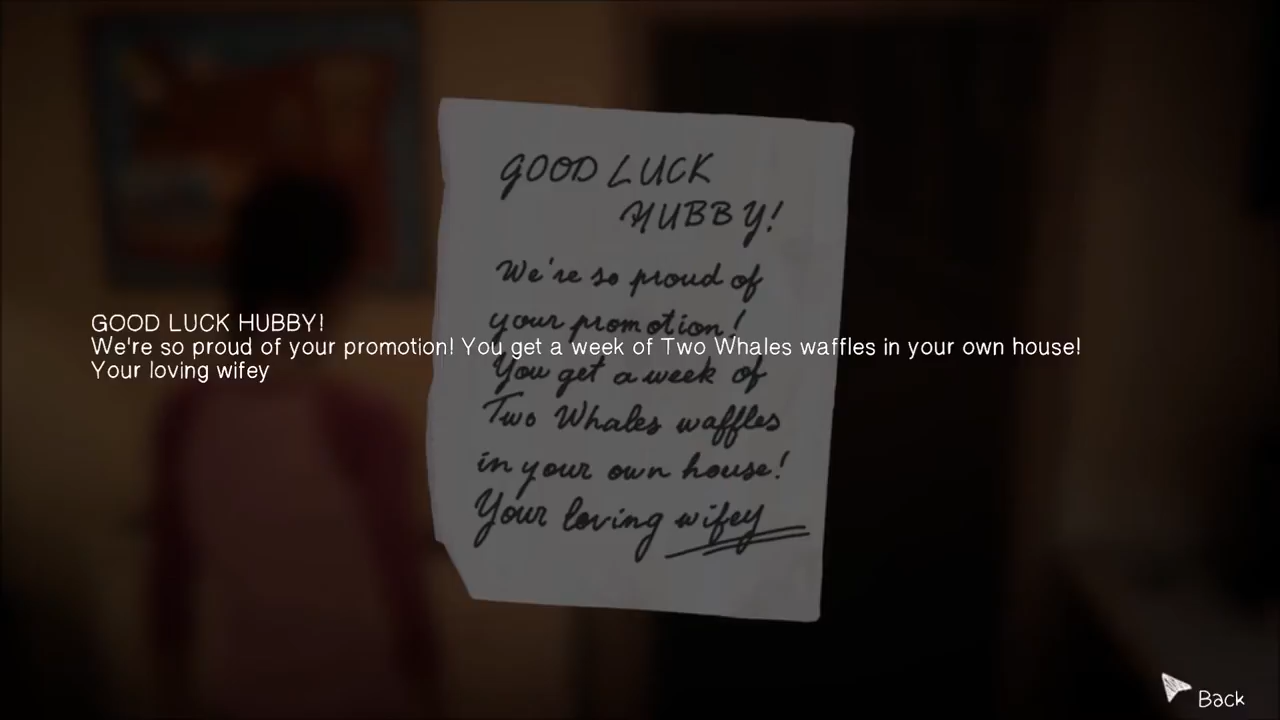 GOOD LUCK
HUBBY!
We're so proud of
your promotion!
You get a week of
Two Whales waffles
in your own house!
Your loving wifey
GOOD LUCK HUBBY!
We're so proud of your promotion! You get a week of Two Whales waffles in your own house!
Your loving wifey
Back